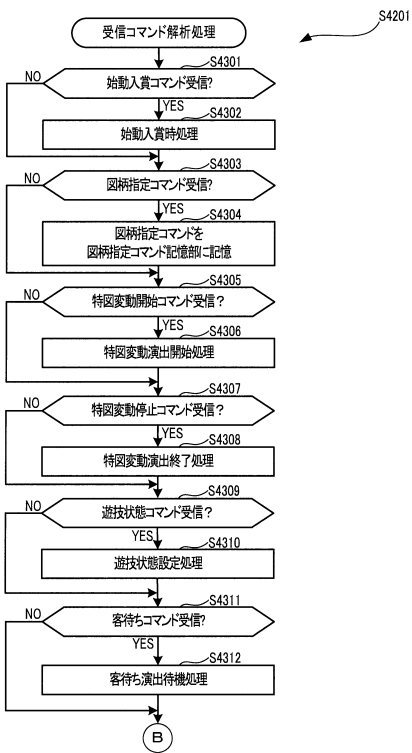 S4201
受信コマンド解析処理
S4301
NO
始動入賞コマンド受信?
YES
S4302
始動入賞時処理
S4303
NO
図柄指定コマンド受信?
YES
S4304
図柄指定コマンドを
図柄指定コマンド記憶部に記憶
S4305
NO
特図変動開始コマンド受信？
YES
S4306
特図変動演出開始処理
S4307
NO
特図変動停止コマンド受信？
YES
S4308
特図変動演出終了処理
S4309
NO
遊技状態コマンド受信？
YES
S4310
遊技状態設定処理
S4311
NO
客待ちコマンド受信?
YES
S4312
客待ち演出待機処理
B